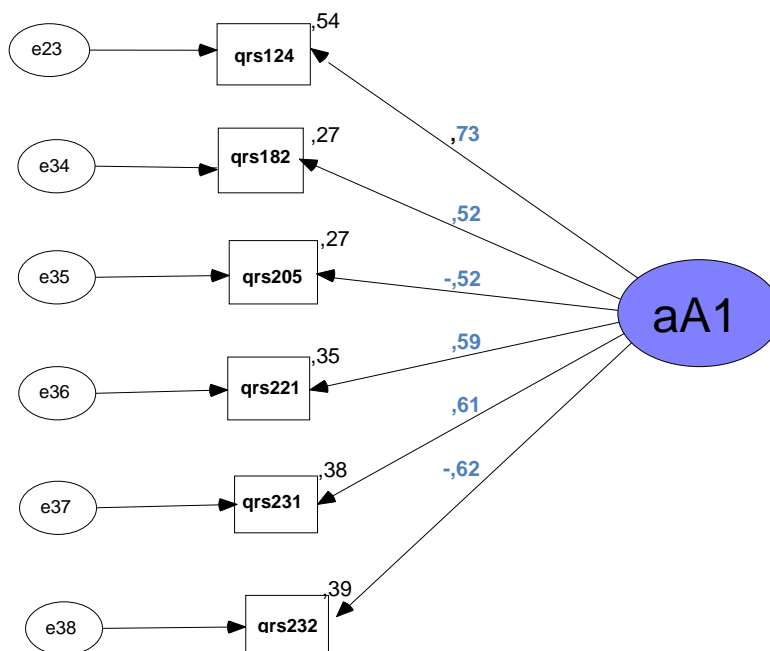 ,54
e23
qrs124
,73
,27
e34
qrs182
,52
,27
e35
qrs205
-,52
aA1
,59
,35
e36
qrs221
,61
,38
e37
qrs231
-,62
,39
e38
qrs232